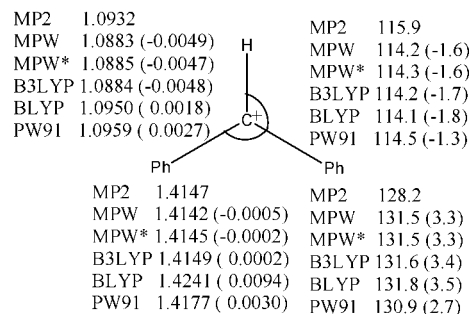 MP2 1.0932
MPW 1.0883 (-0.0049)
MPW* 1.0885 (-0.0047)
B3LYP 1.0884 (-0.0048)
BLYP 1.0950 ( 0.0018)
PW91 1.0959 ( 0.0027)
H
MP2 115.9
MPW 114.2 (-1.6)
MPW* 114.3 (-1.6)
B3LYP 114.2 (-1.7)
BLYP 114.1 (-1.8)
PW91 114.5 (-1.3)
C+
Ph
Ph
MP2 1.4147
MPW 1.4142 (-0.0005)
MPW* 1.4145 (-0.0002)
B3LYP 1.4149 ( 0.0002)
BLYP 1.4241 ( 0.0094)
PW91 1.4177 ( 0.0030)
MP2 128.2
MPW 131.5 (3.3)
MPW* 131.5 (3.3)
B3LYP 131.6 (3.4)
BLYP 131.8 (3.5)
PW91 130.9 (2.7)